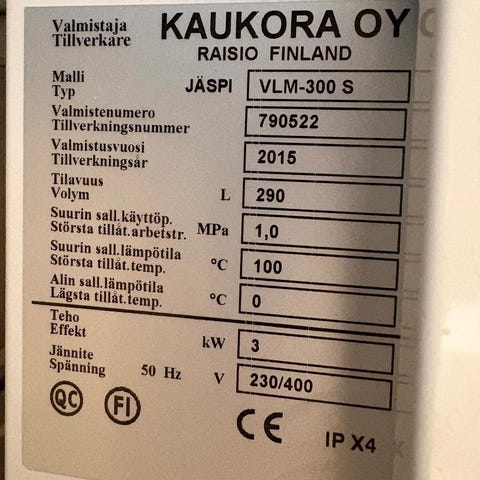 Valmistaja KAUKORA OY
Tillverkare RAISIO FINLAND
Malli
Typ JÄSPI VLM-300 S
Valmistenumero
Tillverkningsnummer 790522
Valmistusvuosi
Tillverkningsår 2015
Tilavuus
Volym L 290
Suurin sall.käyttöp.
Största tillåt.arbetstr. MPa 1,0
Suurin sall.lämpötila
Största tillåt.temp. °C 100
Alin sall.lämpötila
Lägsta tillåt.temp. °C 0
Teho
Effekt kW 3
Jännite
Spänning 50 Hz V 230/400
QC FI CE IP X4